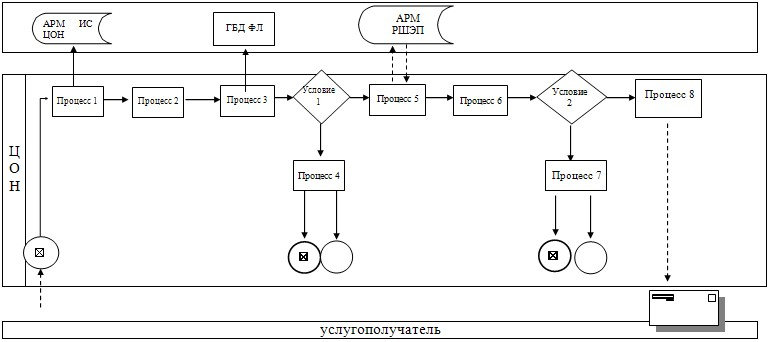 АРМ ИС
ЦОН
ГБД ФЛ
АРМ
РШЭП
ЦОН
Процесс 1
Процесс 2
Процесс 3
Условие
1
Процесс 5
Процесс 6
Условие
2
Процесс 8
Процесс 4
Процесс 7
услугополучатель